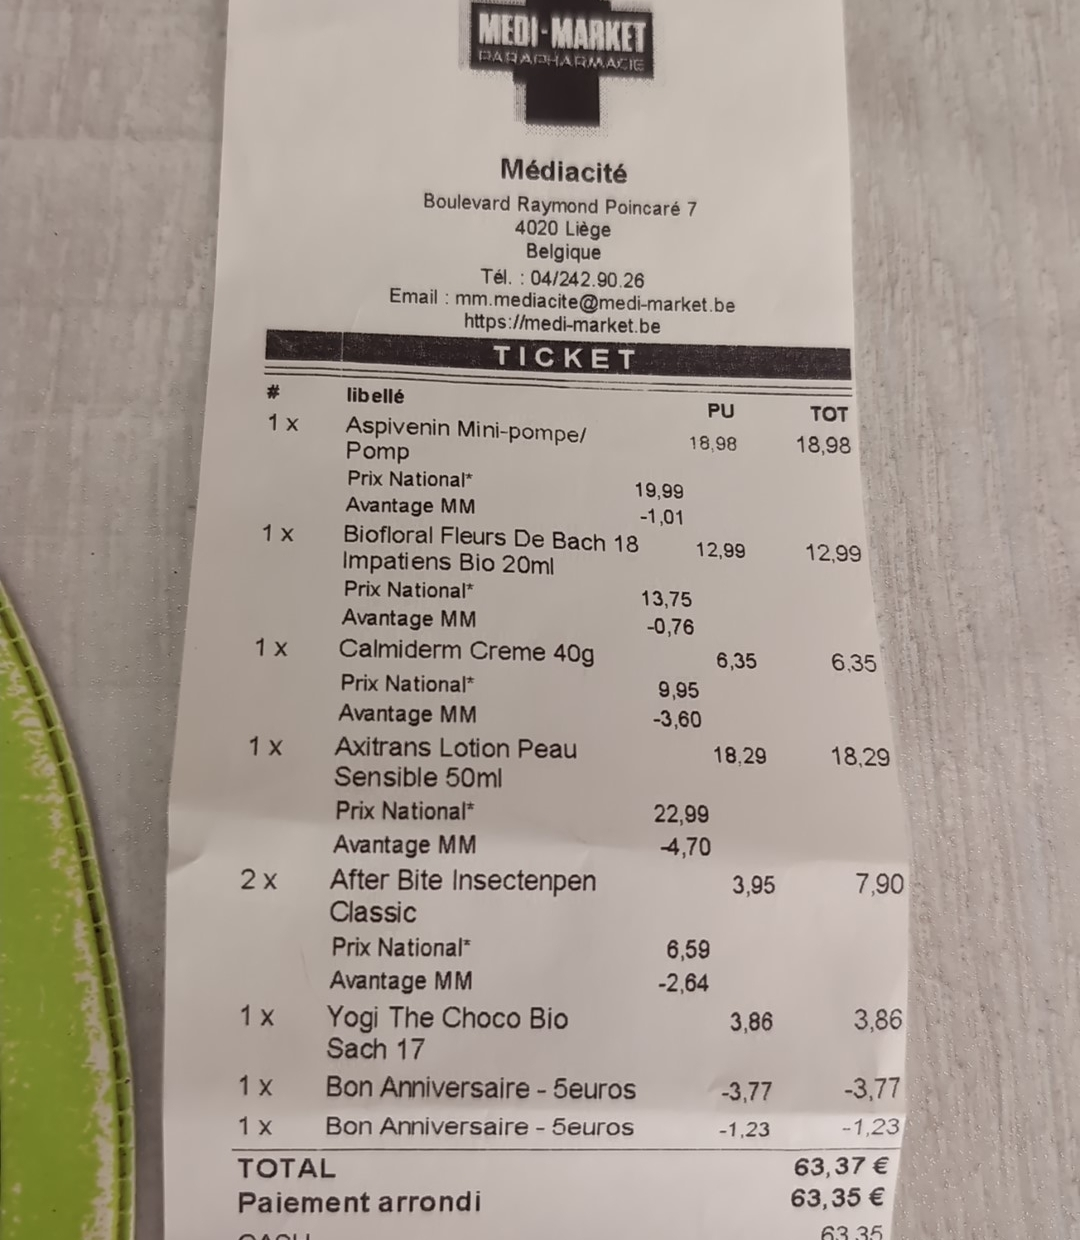 MEDI-MARKET
PARAPHARMACIE
Médiacité
Boulevard Raymond Poincaré 7
4020 Liège
Belgique
Tél. : 04/242.90.26
Email : mm.mediacite@medi-market.be
https://medi-market.be
TICKET
# libellé PU TOT
1 x Aspivenin Mini-pompe/ 18,98 18,98
Pomp
Prix National* 19,99
Avantage MM -1,01
1 x Biofloral Fleurs De Bach 18 12,99 12,99
Impatiens Bio 20ml
Prix National* 13,75
Avantage MM -0,76
1 x Calmiderm Creme 40g 6,35 6,35
Prix National* 9,95
Avantage MM -3,60
1 x Axitrans Lotion Peau 18,29 18,29
Sensible 50ml
Prix National* 22,99
Avantage MM -4,70
2 x After Bite Insectenpen 3,95 7,90
Classic
Prix National* 6,59
Avantage MM -2,64
1 x Yogi The Choco Bio 3,86 3,86
Sach 17
1 x Bon Anniversaire - 5euros -3,77 -3,77
1 x Bon Anniversaire - 5euros -1,23 -1,23
TOTAL 63,37 €
Paiement arrondi 63,35 €
CASH 63,35